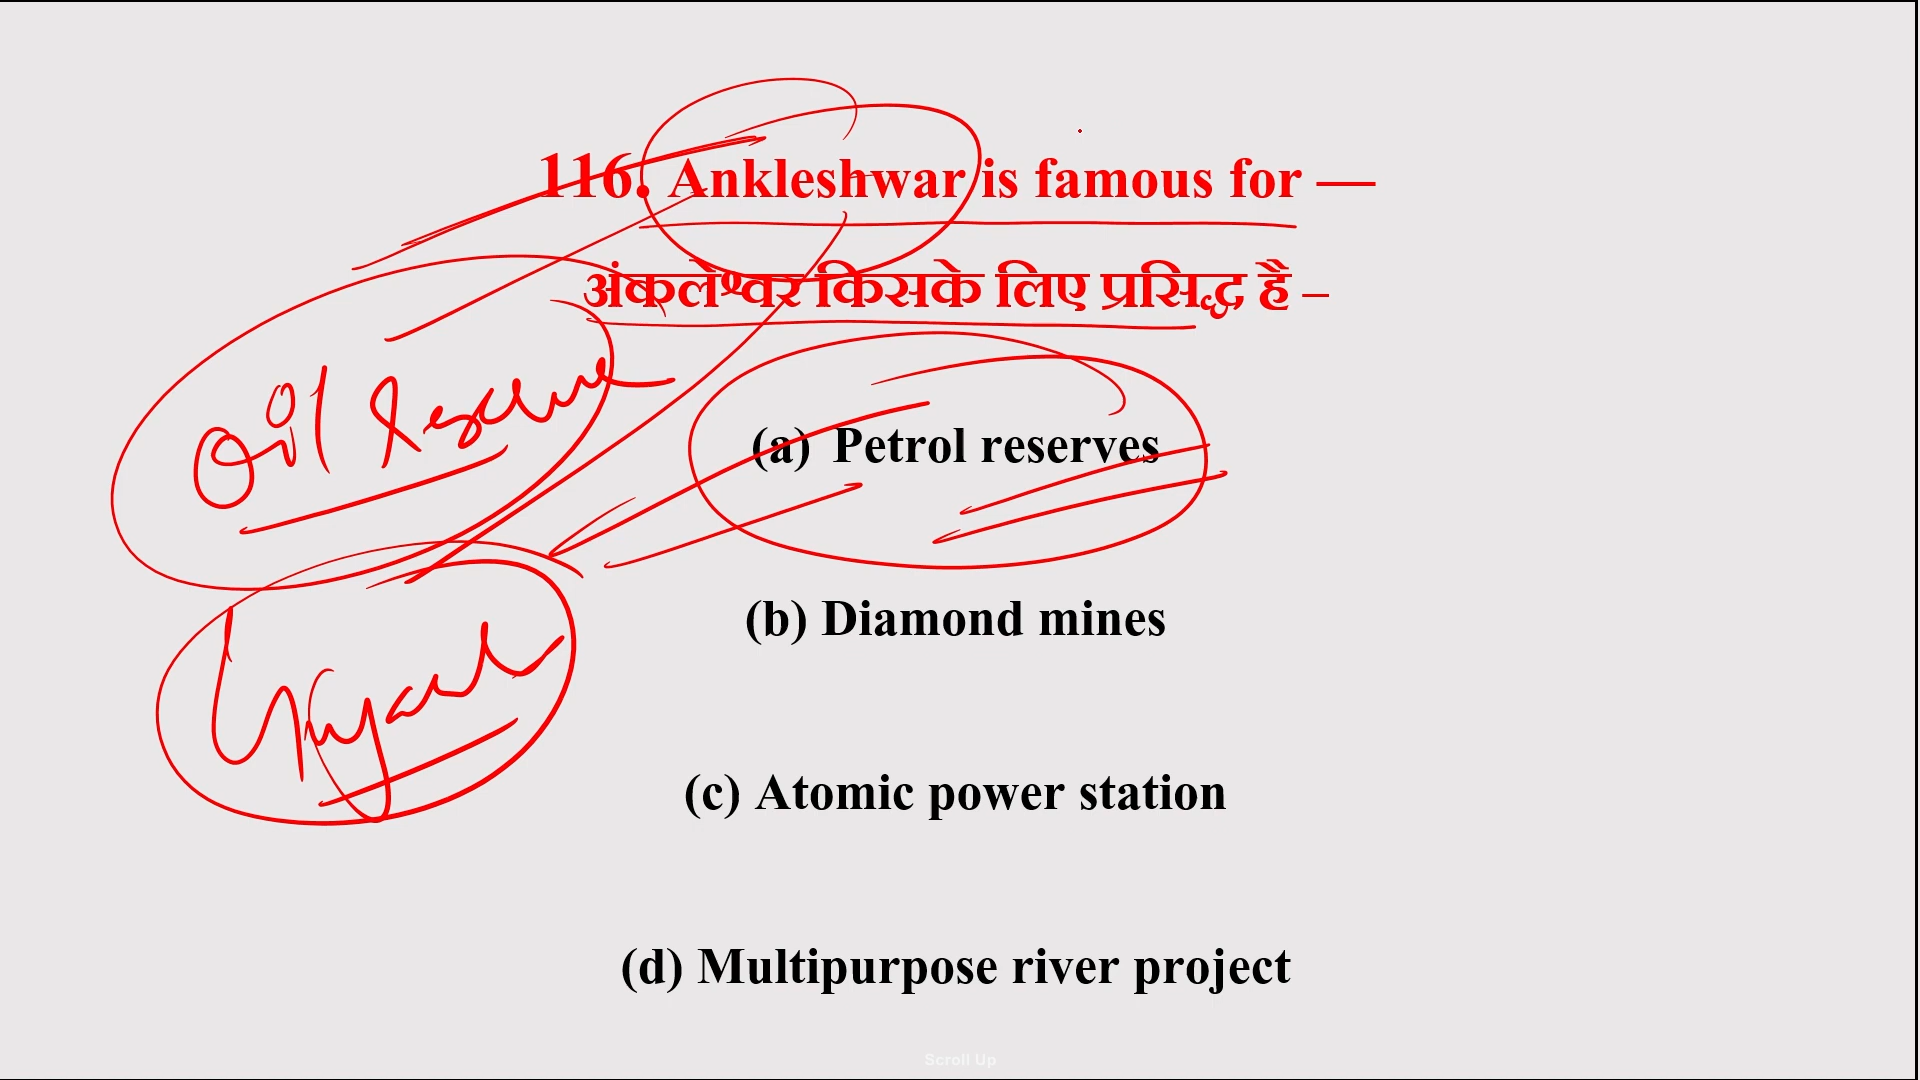 116. Ankleshwar is famous for —
अंकलेश्वर किसके लिए प्रसिद्ध है –
Oil Reserve
(a) Petrol reserves
(b) Diamond mines
Gujarat
(c) Atomic power station
(d) Multipurpose river project
Scroll Up